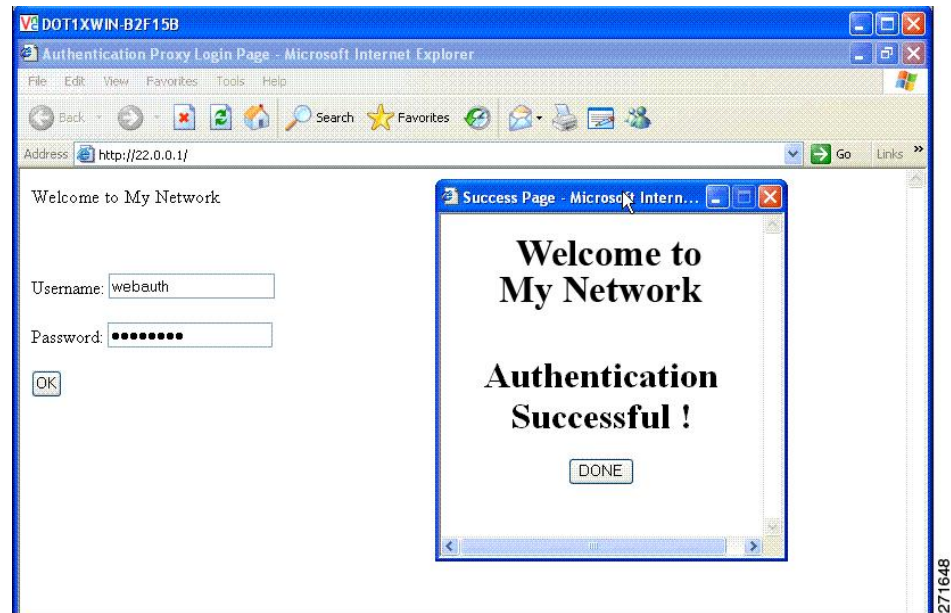 V2 DOT1XWIN-B2F15B
Authentication Proxy Login Page - Microsoft Internet Explorer
File Edit View Favorites Tools Help
Back Search Favorites
Address http://22.0.0.1/ Go Links »
Welcome to My Network
Username: webauth
Password: ••••••••
OK
Success Page - Microsoft Intern...
Welcome to
My Network
Authentication
Successful !
DONE
271648